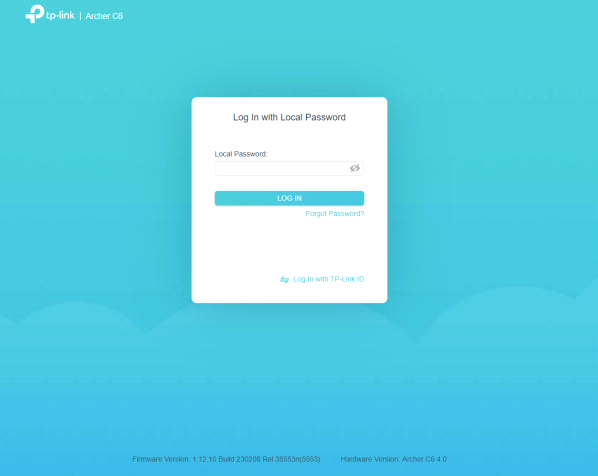 tp-link | Archer C6
Log In with Local Password
Local Password:
LOG IN
Forgot Password?
Log In with TP-Link ID
Firmware Version: 1.12.10 Build 230208 Rel.38553n(5553) Hardware Version: Archer C6 4.0